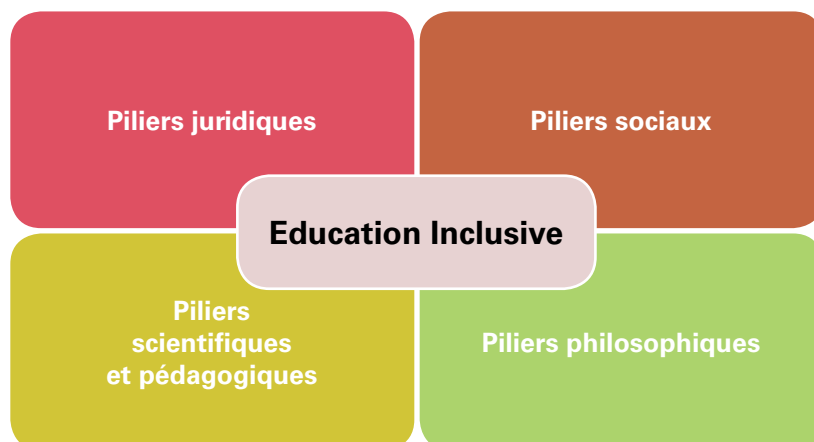 Piliers juridiques
Piliers sociaux
Education Inclusive
Piliers
scientifiques
et pédagogiques
Piliers philosophiques